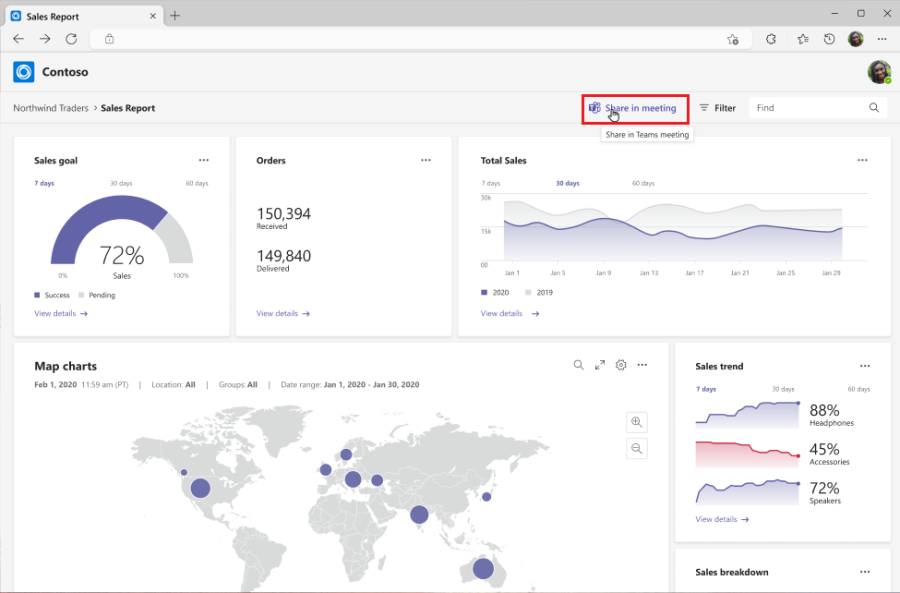 Sales Report
Contoso
Northwind Traders > Sales Report
Share in meeting
Filter
Find
Share in Teams meeting
Sales goal
7 days 30 days 60 days
72%
Sales
0% 100%
Success Pending
View details →
Orders
150,394
Received
149,840
Delivered
View details →
Total Sales
7 days 30 days 60 days
30k
15k
00
Jan 1 Jan 5 Jan 9 Jan 13 Jan 17 Jan 21 Jan 25 Jan 29
2020 2019
View details →
Map charts
Feb 1, 2020 11:59 am (PT) | Location: All | Groups: All | Date range: Jan 1, 2020 - Jan 30, 2020
Sales trend
7 days 30 days 60 days
88%
Headphones
45%
Accessories
72%
Speakers
View details →
Sales breakdown